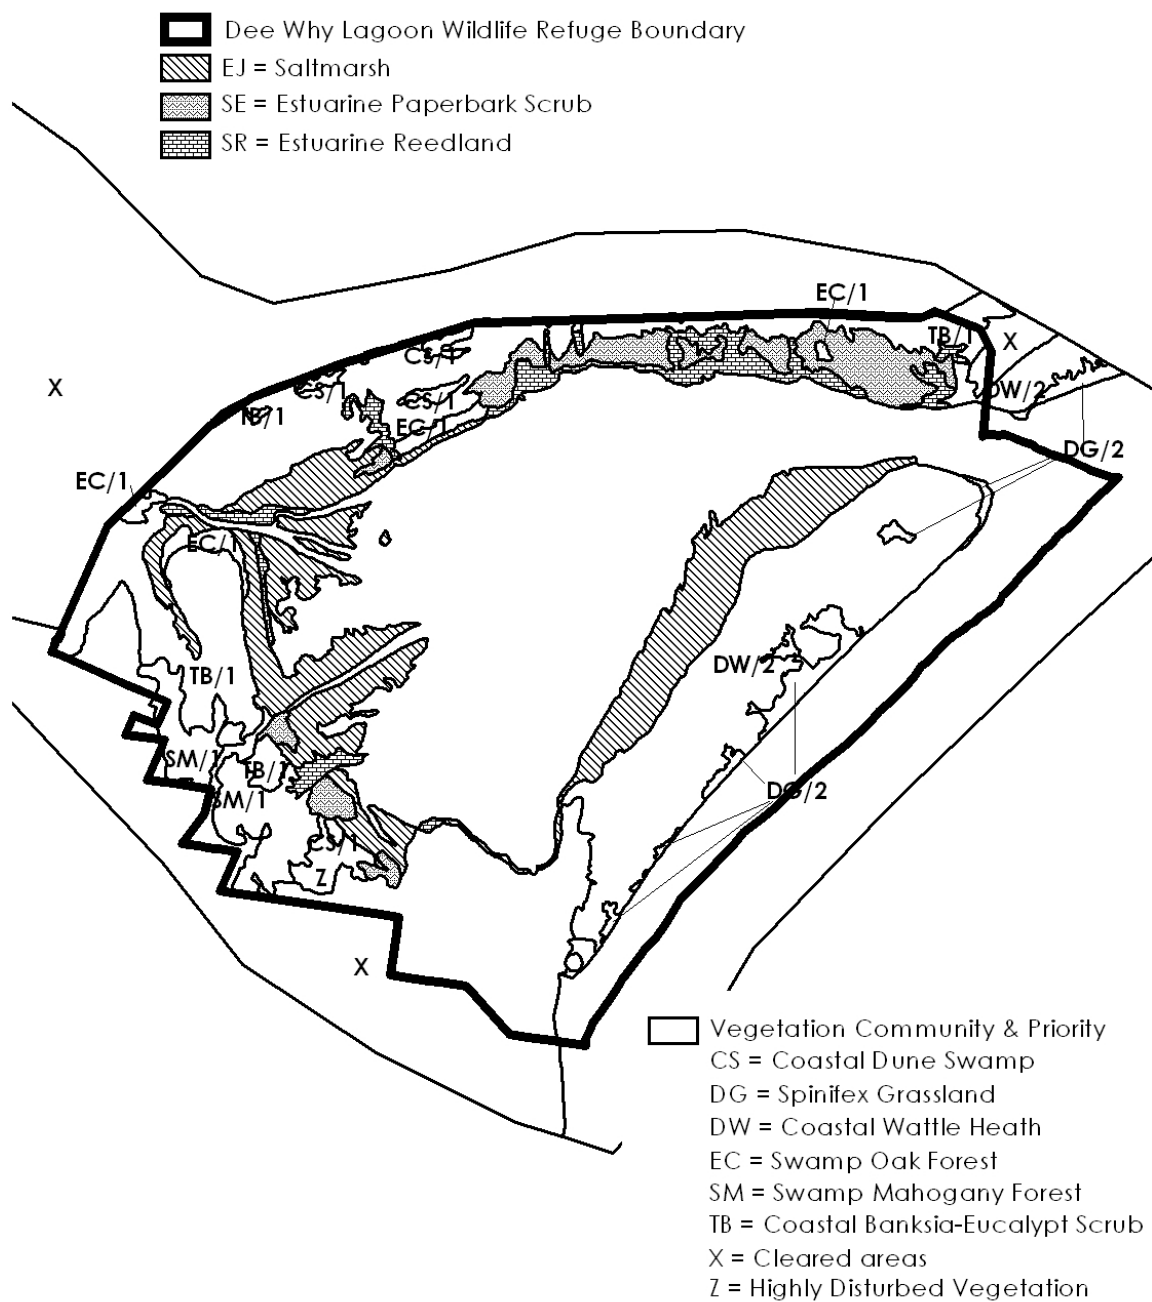 Dee Why Lagoon Wildlife Refuge Boundary
EJ = Saltmarsh
SE = Estuarine Paperbark Scrub
SR = Estuarine Reedland
EC/1
TB/1
X
CS/1
X
CS/1
DW/2
CS/1
TB/1
EC/1
DG/2
EC/1
EC/1
DW/2
TB/1
SM/1
TB/1
DG/2
SM/1
CS/1
Z
X
Vegetation Community & Priority
CS = Coastal Dune Swamp
DG = Spinifex Grassland
DW = Coastal Wattle Heath
EC = Swamp Oak Forest
SM = Swamp Mahogany Forest
TB = Coastal Banksia-Eucalypt Scrub
X = Cleared areas
Z = Highly Disturbed Vegetation